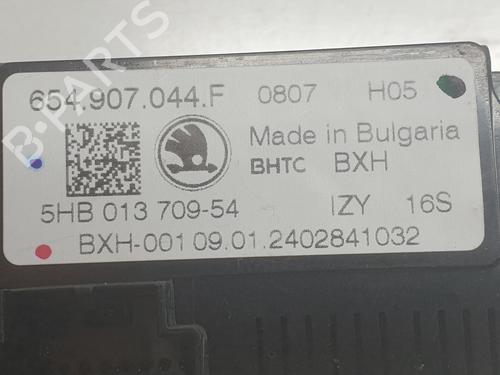 654.907.044.F 0807 H05
Made in Bulgaria
BHTC BXH
5HB 013 709-54 IZY 16S
BXH-001 09.01.2402841032
B-PARTS